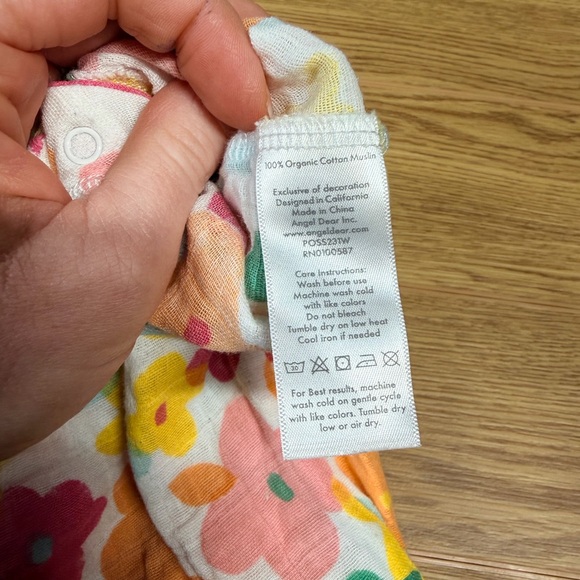 100% Organic Cotton Muslin
Exclusive of decoration
Designed in California
Made in China
Angel Dear Inc.
www.angeldear.com
POSS231W
RN0100587
Care Instructions:
Wash before use
Machine wash cold
with like colors
Do not bleach
Tumble dry on low heat
Cool iron if needed
30
For Best results, machine
wash cold on gentle cycle
with like colors. Tumble dry
low or air dry.